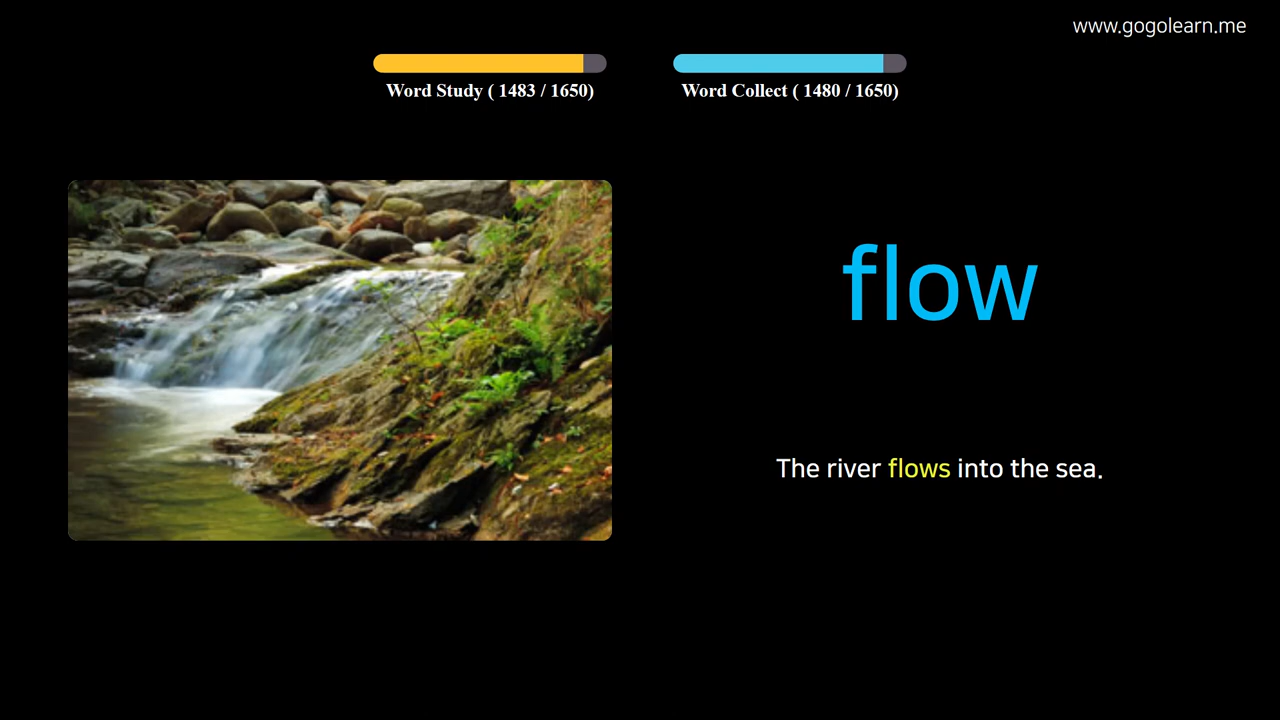 www.gogolearn.me
Word Study ( 1483 / 1650)
Word Collect ( 1480 / 1650)
flow
The river flows into the sea.